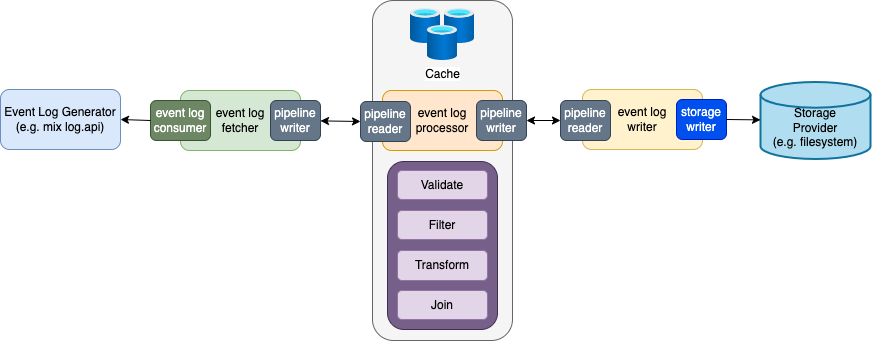 Cache
Event Log Generator
(e.g. mix log.api)
event log
consumer
event log
fetcher
pipeline
writer
pipeline
reader
event log
processor
pipeline
writer
pipeline
reader
event log
writer
storage
writer
Storage
Provider
(e.g. filesystem)
Validate
Filter
Transform
Join